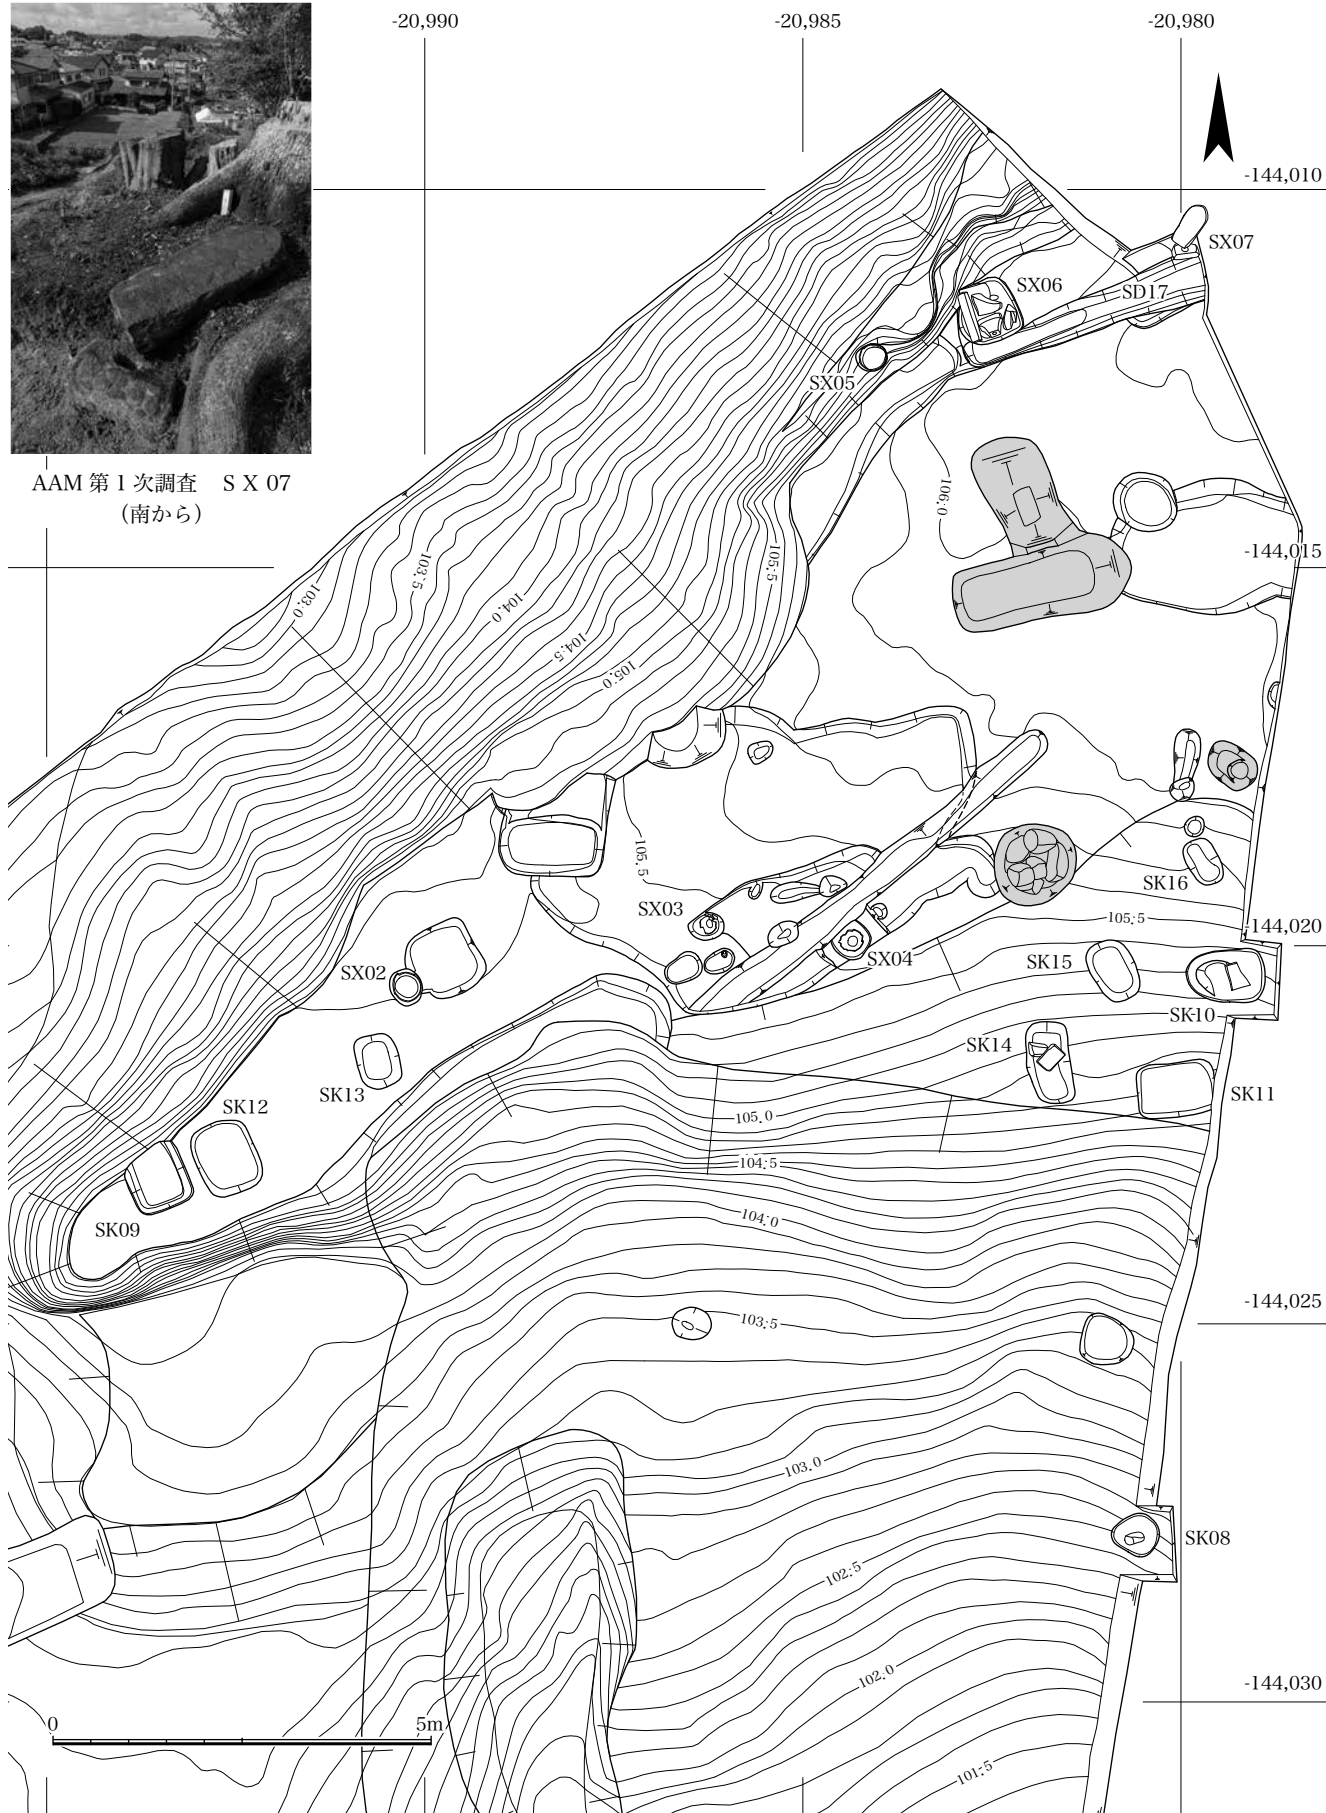 -20,990
-20,985
-20,980
-144,010
SX07
SX06
SD17
SX05
AAM 第 1 次調査 S X 07
（南から）
106.0
-144,015
105.5
103.5
103.0
104.0
104.5
105.0
105.5
SK16
SX03
105.5
-144,020
SX04
SX02
SK15
SK10
SK14
SK13
SK11
SK12
105.0
104.5
SK09
104.0
-144,025
103.5
103.0
SK08
102.5
102.0
-144,030
0
5m
101.5